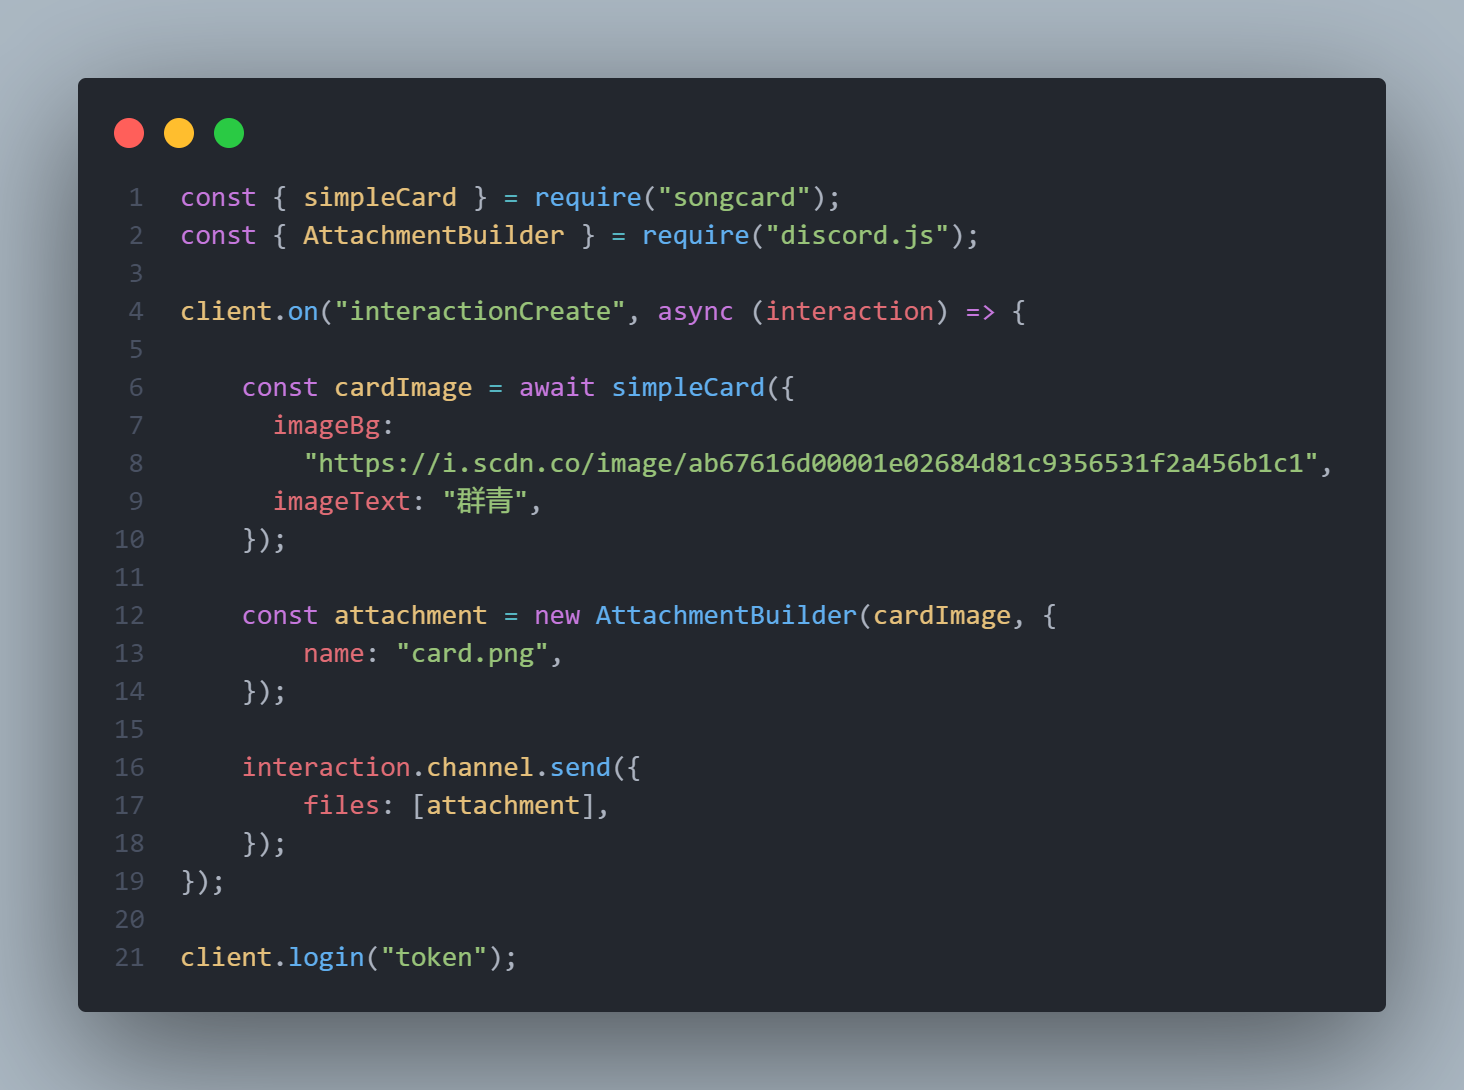 1 const { simpleCard } = require("songcard");
2 const { AttachmentBuilder } = require("discord.js");
3
4 client.on("interactionCreate", async (interaction) => {
5
6     const cardImage = await simpleCard({
7       imageBg:
8         "https://i.scdn.co/image/ab67616d00001e02684d81c9356531f2a456b1c1",
9       imageText: "群青",
10     });
11
12     const attachment = new AttachmentBuilder(cardImage, {
13         name: "card.png",
14     });
15
16     interaction.channel.send({
17         files: [attachment],
18     });
19 });
20
21 client.login("token");